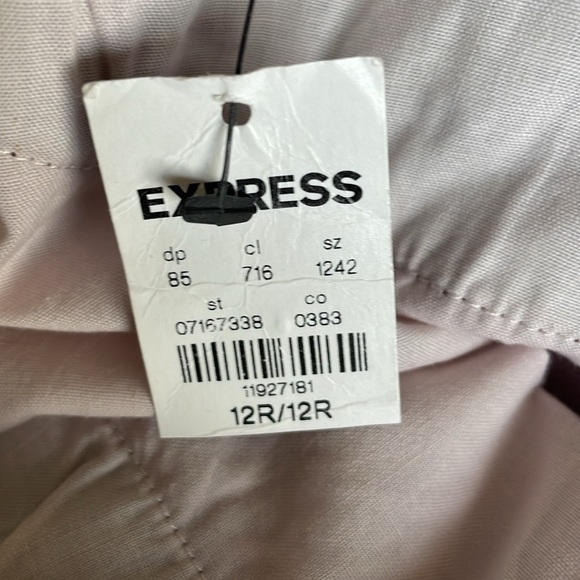 EXPRESS
dp cl sz
85 716 1242
st co
07167338 0383
11927181
12R/12R